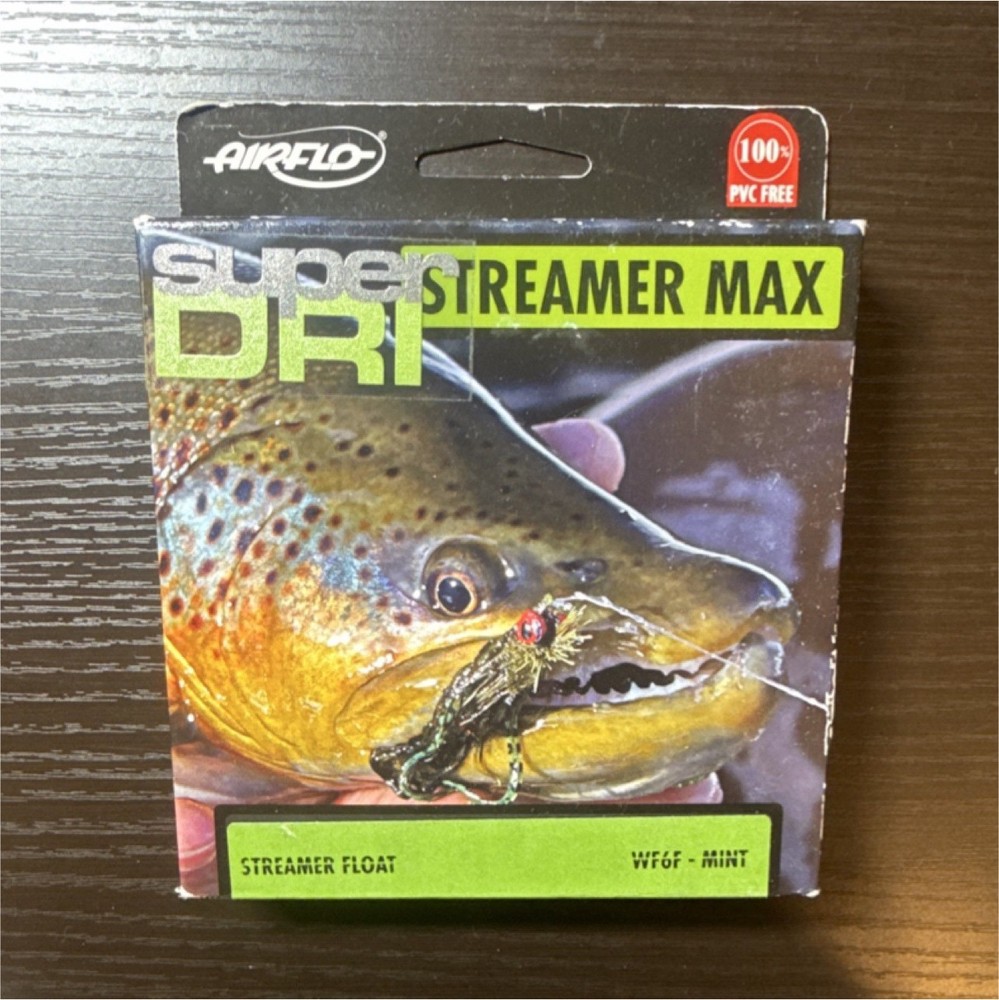 AIRFLO®
100%
PVC FREE
super
DRI
STREAMER MAX
STREAMER FLOAT
WF6F - MINT